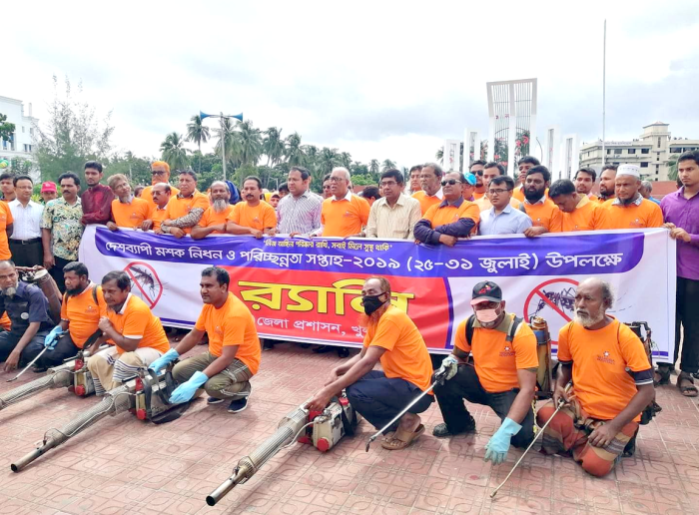 দেশব্যাপী মশক নিধন ও পরিচ্ছন্নতা সপ্তাহ-২০১৯ (২৫-৩১ জুলাই) উপলক্ষে
র‍্যালি
জেলা প্রশাসন, খুল